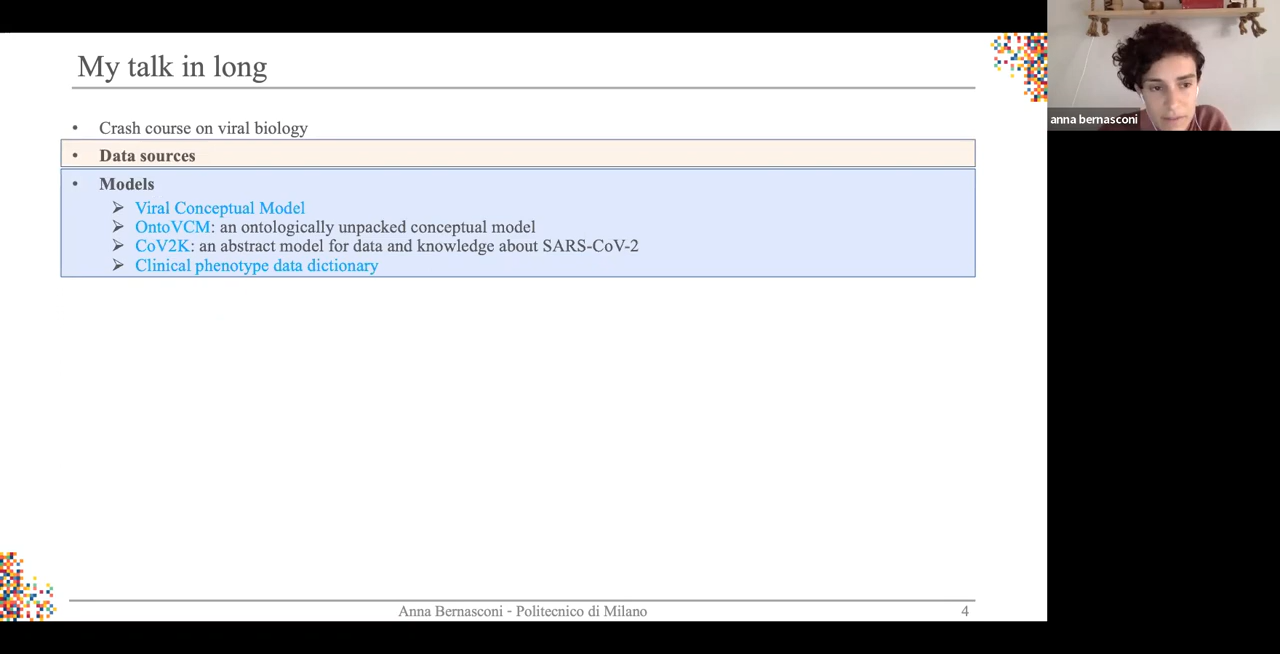 My talk in long
• Crash course on viral biology
• Data sources
• Models
➢ Viral Conceptual Model
➢ OntoVCM: an ontologically unpacked conceptual model
➢ CoV2K: an abstract model for data and knowledge about SARS-CoV-2
➢ Clinical phenotype data dictionary
Anna Bernasconi - Politecnico di Milano
4
anna bernasconi